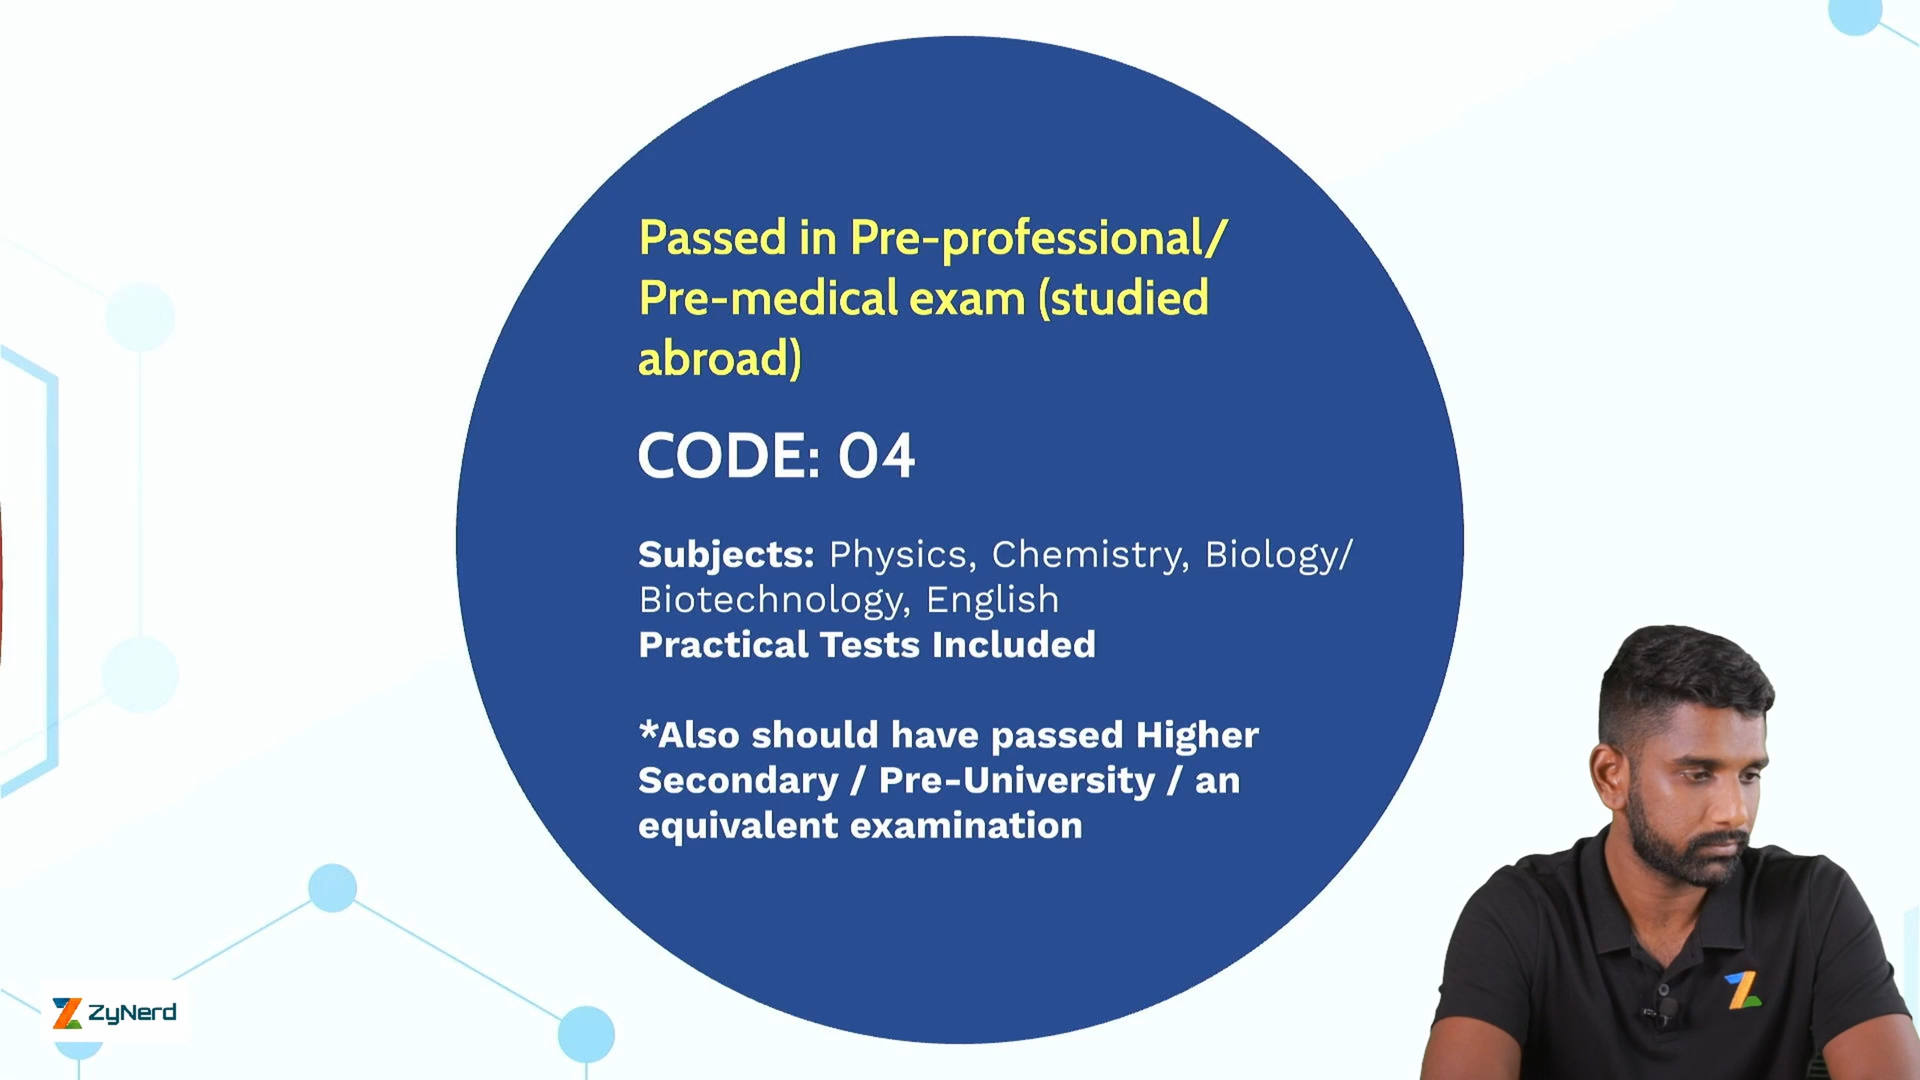 Passed in Pre-professional/
Pre-medical exam (studied
abroad)
CODE: 04
Subjects: Physics, Chemistry, Biology/
Biotechnology, English
Practical Tests Included
*Also should have passed Higher
Secondary / Pre-University / an
equivalent examination
ZyNerd